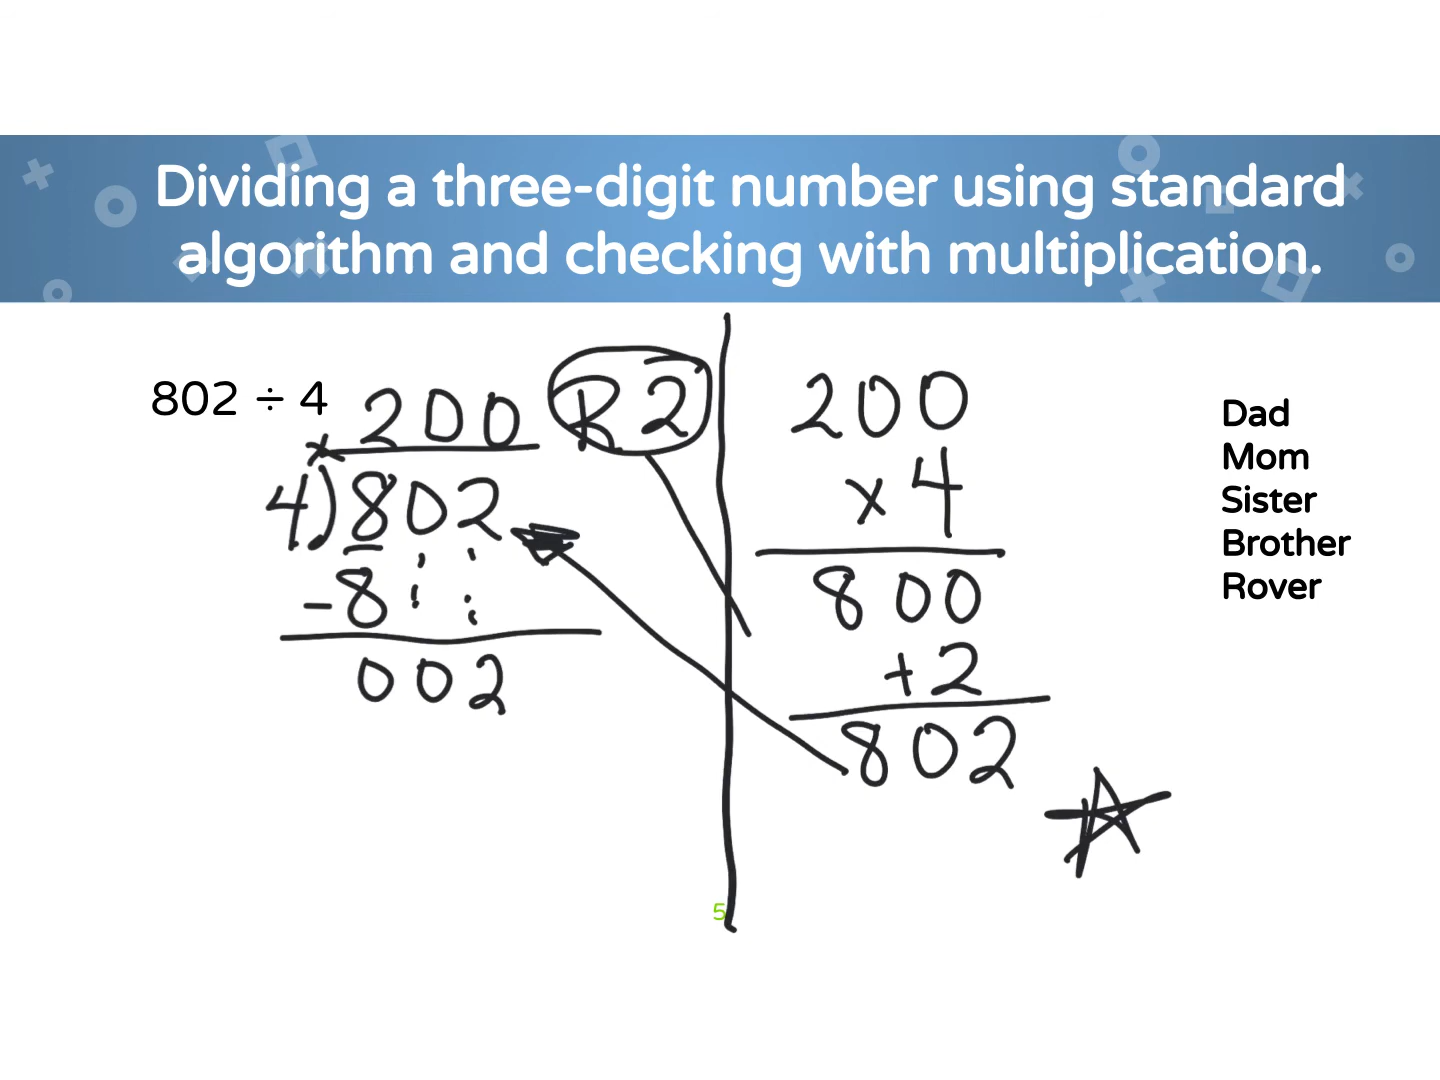 Dividing a three-digit number using standard
algorithm and checking with multiplication.
802 ÷ 4
200 R2
x
4)802
-8
002
200
x 4
800
+2
802
Dad
Mom
Sister
Brother
Rover
5